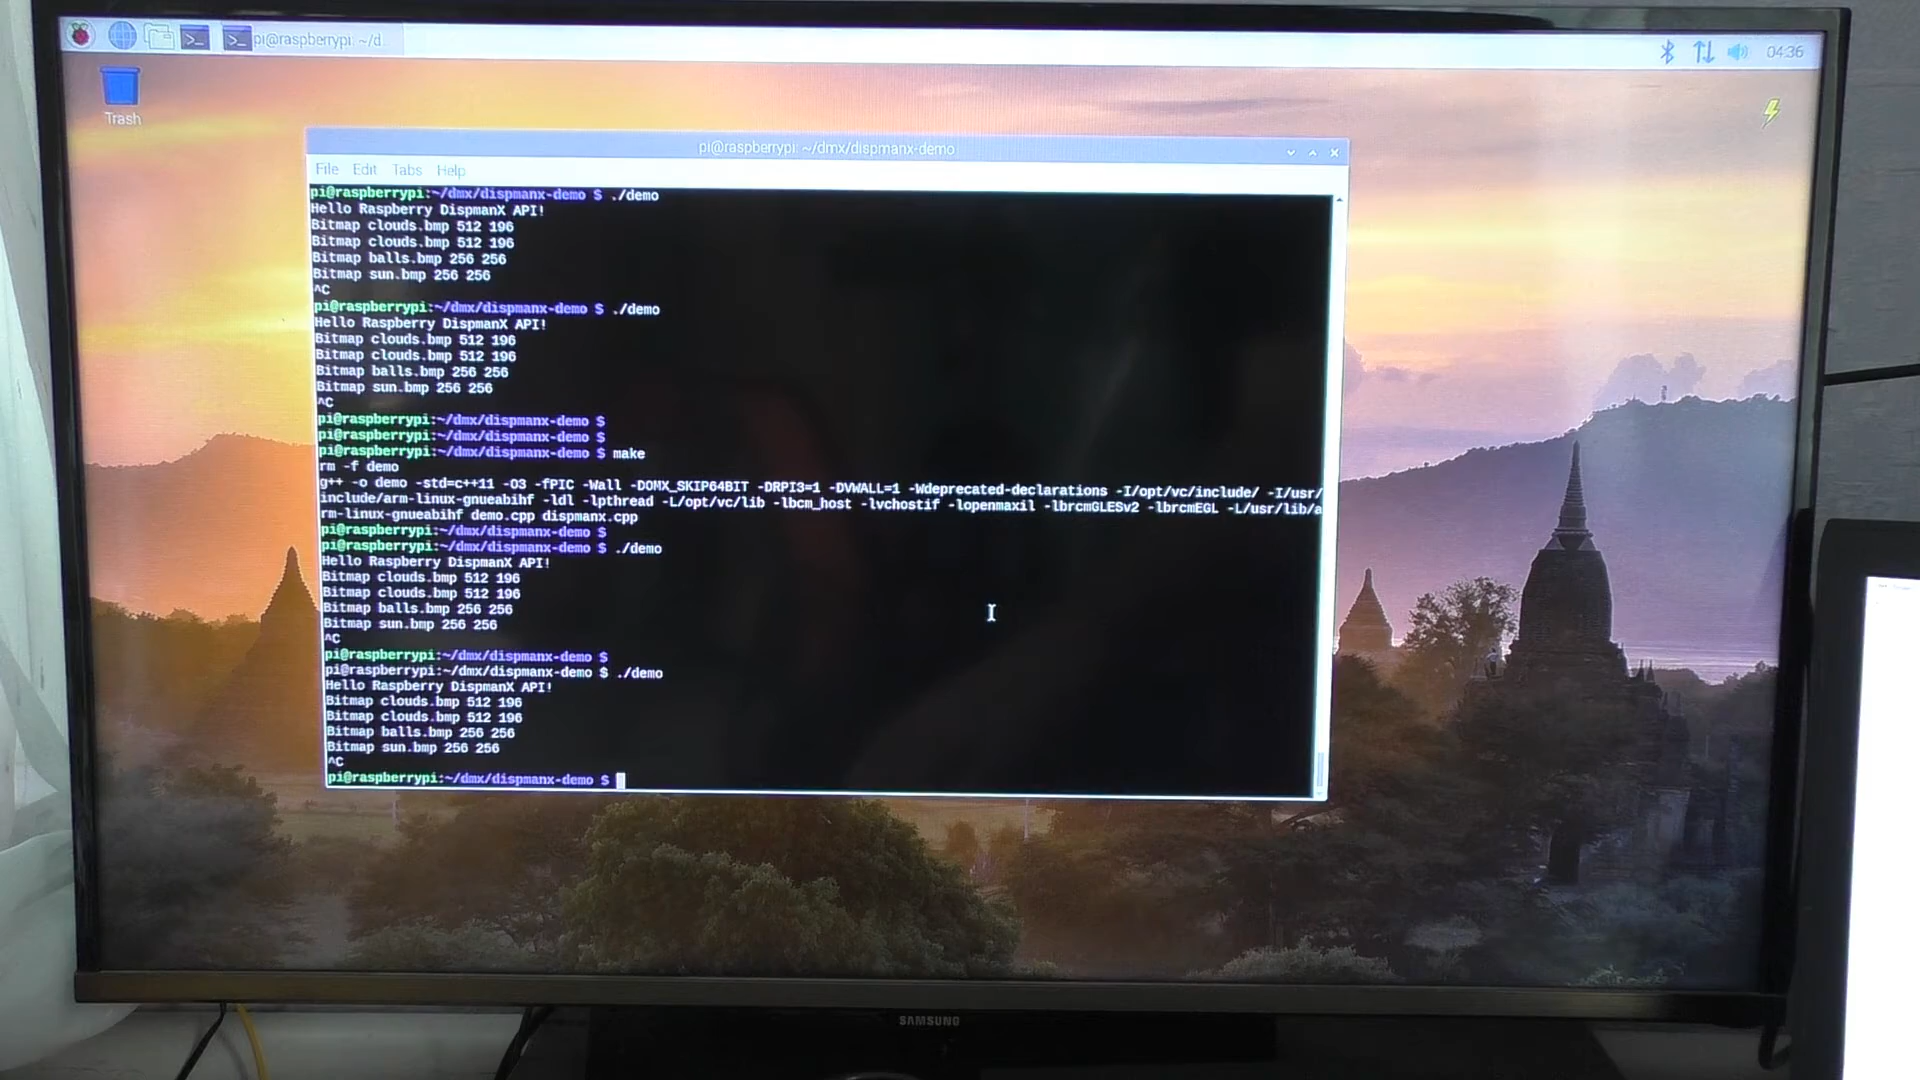 pi@raspberrypi: ~/d...
04:36
Trash
pi@raspberrypi: ~/dmx/dispmanx-demo
File Edit Tabs Help
pi@raspberrypi:~/dmx/dispmanx-demo $ ./demo
Hello Raspberry DispmanX API!
Bitmap clouds.bmp 512 196
Bitmap clouds.bmp 512 196
Bitmap balls.bmp 256 256
Bitmap sun.bmp 256 256
^C
pi@raspberrypi:~/dmx/dispmanx-demo $ ./demo
Hello Raspberry DispmanX API!
Bitmap clouds.bmp 512 196
Bitmap clouds.bmp 512 196
Bitmap balls.bmp 256 256
Bitmap sun.bmp 256 256
^C
pi@raspberrypi:~/dmx/dispmanx-demo $
pi@raspberrypi:~/dmx/dispmanx-demo $
pi@raspberrypi:~/dmx/dispmanx-demo $ make
rm -f demo
g++ -o demo -std=c++11 -O3 -fPIC -Wall -DOMX_SKIP64BIT -DRPI3=1 -DVWALL=1 -Wdeprecated-declarations -I/opt/vc/include/ -I/usr/
include/arm-linux-gnueabihf -ldl -lpthread -L/opt/vc/lib -lbcm_host -lvchostif -lopenmaxil -lbrcmGLESv2 -lbrcmEGL -L/usr/lib/a
rm-linux-gnueabihf demo.cpp dispmanx.cpp
pi@raspberrypi:~/dmx/dispmanx-demo $
pi@raspberrypi:~/dmx/dispmanx-demo $ ./demo
Hello Raspberry DispmanX API!
Bitmap clouds.bmp 512 196
Bitmap clouds.bmp 512 196
Bitmap balls.bmp 256 256
Bitmap sun.bmp 256 256
^C
pi@raspberrypi:~/dmx/dispmanx-demo $
pi@raspberrypi:~/dmx/dispmanx-demo $ ./demo
Hello Raspberry DispmanX API!
Bitmap clouds.bmp 512 196
Bitmap clouds.bmp 512 196
Bitmap balls.bmp 256 256
Bitmap sun.bmp 256 256
^C
pi@raspberrypi:~/dmx/dispmanx-demo $
SAMSUNG